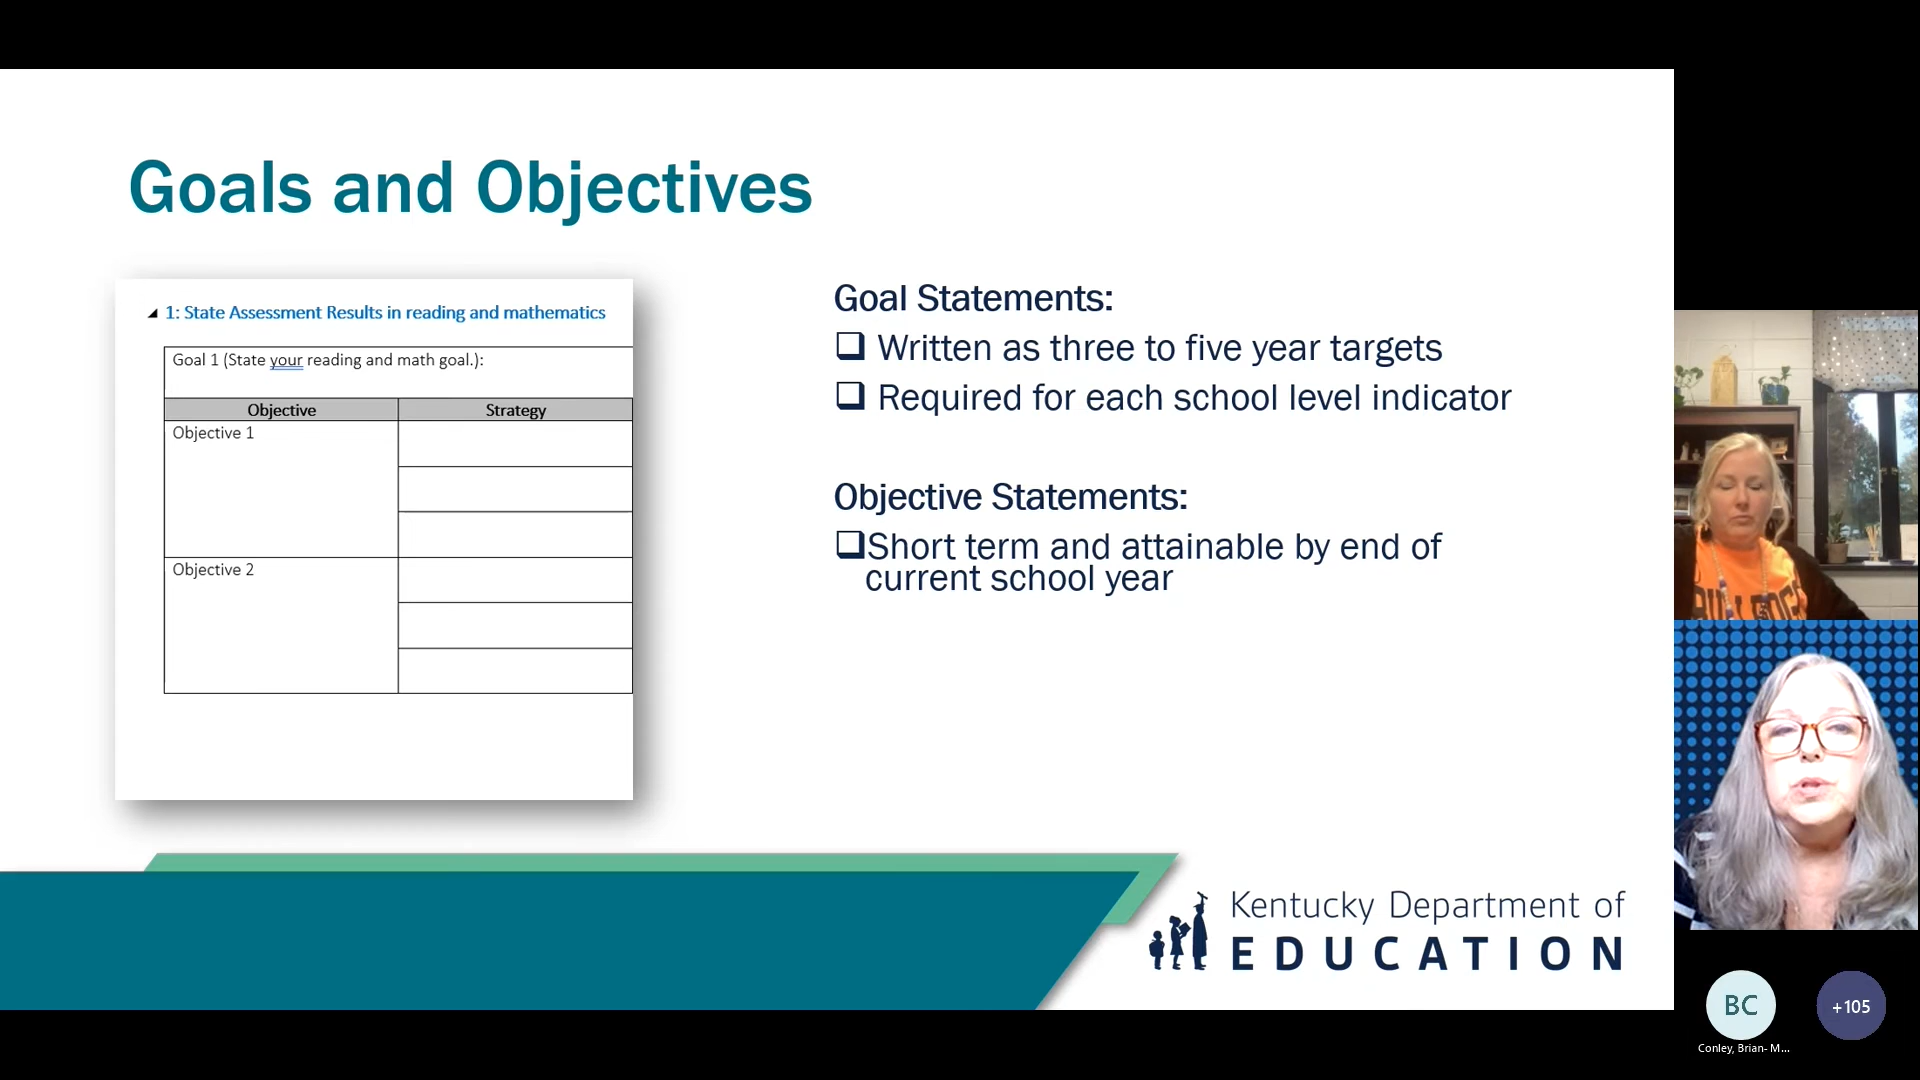 Goals and Objectives
1: State Assessment Results in reading and mathematics
Goal 1 (State your reading and math goal.):
Objective
Strategy
Objective 1
Objective 2
Goal Statements:
Written as three to five year targets
Required for each school level indicator
Objective Statements:
Short term and attainable by end of
current school year
Kentucky Department of
EDUCATION
BC
+105
Conley, Brian- M...